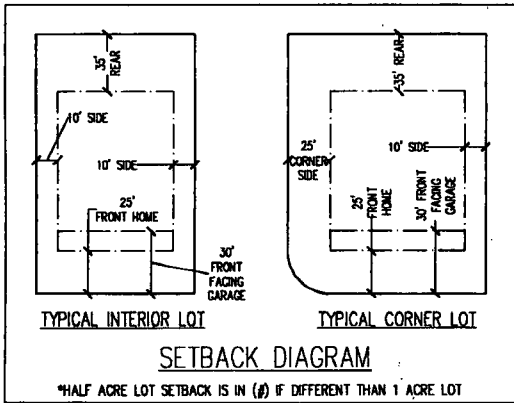 35'
REAR
10' SIDE
10' SIDE
25'
FRONT HOME
30'
FRONT
FACING
GARAGE
TYPICAL INTERIOR LOT
35'
REAR
25'
CORNER
SIDE
10' SIDE
25'
FRONT
HOME
30' FRONT
FACING
GARAGE
TYPICAL CORNER LOT
SETBACK DIAGRAM
*HALF ACRE LOT SETBACK IS IN (#) IF DIFFERENT THAN 1 ACRE LOT